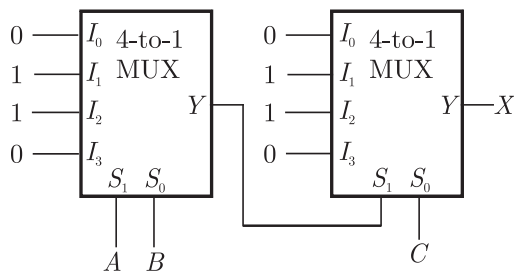 0 I₀ 4-to-1 0 I₀ 4-to-1
1 I₁ MUX 1 I₁ MUX
1 I₂ Y 1 I₂ Y X
0 I₃ 0 I₃
S₁ S₀ S₁ S₀
A B C